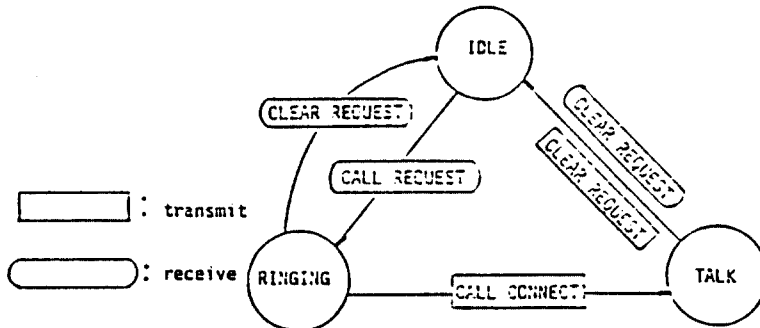 IDLE
CLEAR REQUEST
CLEAR REQUEST
CLEAR REQUEST
CALL REQUEST
: transmit
: receive
RINGING
CALL CONNECT
TALK